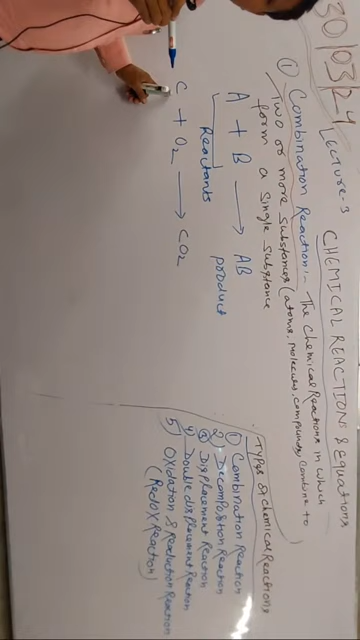 30/03/24
LECTURE-3
CHEMICAL REACTIONS & EQUATIONS
① Combination Reaction:- The Chemical Reactions in which
Two or more substances (atoms, molecules, compounds) combine to
form a single substance
A + B → AB
Reactants product
C + O2 → CO2
Types of chemical Reactions
① Combination Reaction
2) Decomposition Reaction
③ Displacement Reaction
4) Double displacement Reaction
5) Oxidation & Reduction Reaction
(Redox Reaction)